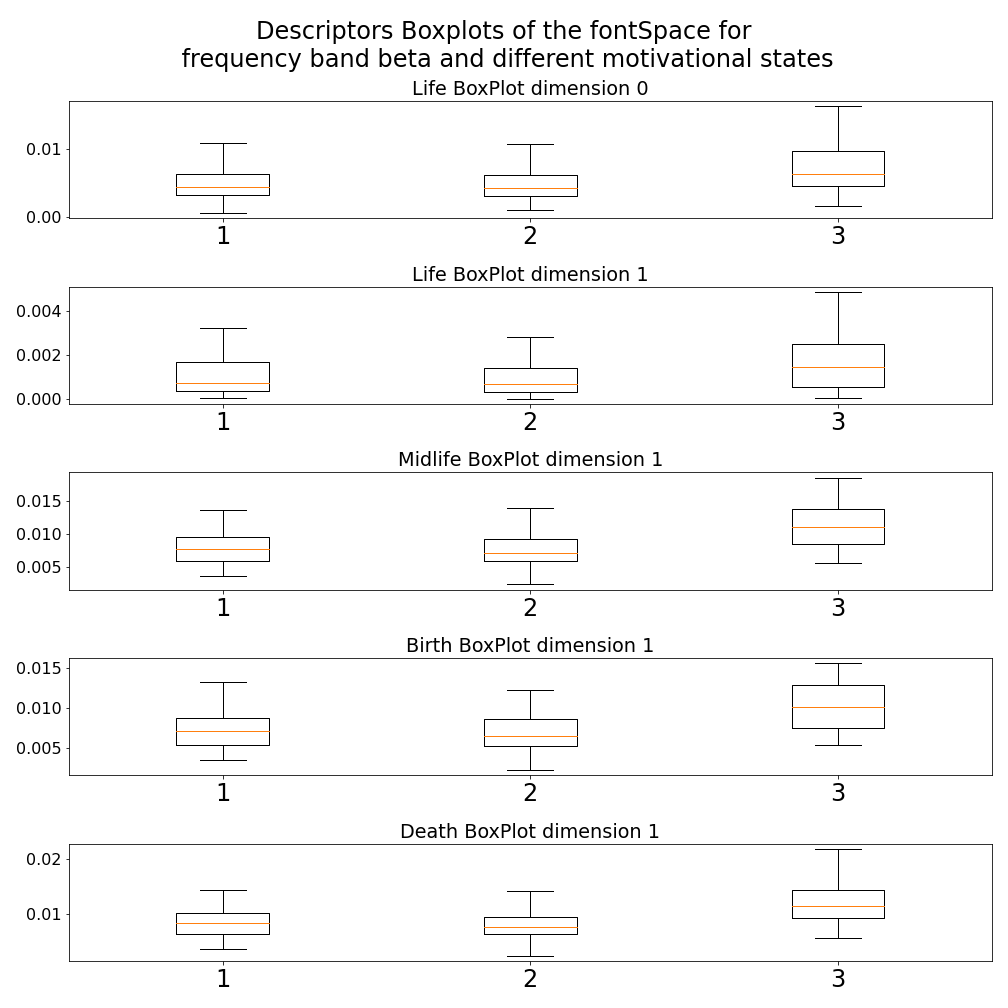 Descriptors Boxplots of the fontSpace for
frequency band beta and different motivational states
Life BoxPlot dimension 0
0.01
0.00
1 2 3
Life BoxPlot dimension 1
0.004
0.002
0.000
1 2 3
Midlife BoxPlot dimension 1
0.015
0.010
0.005
1 2 3
Birth BoxPlot dimension 1
0.015
0.010
0.005
1 2 3
Death BoxPlot dimension 1
0.02
0.01
1 2 3